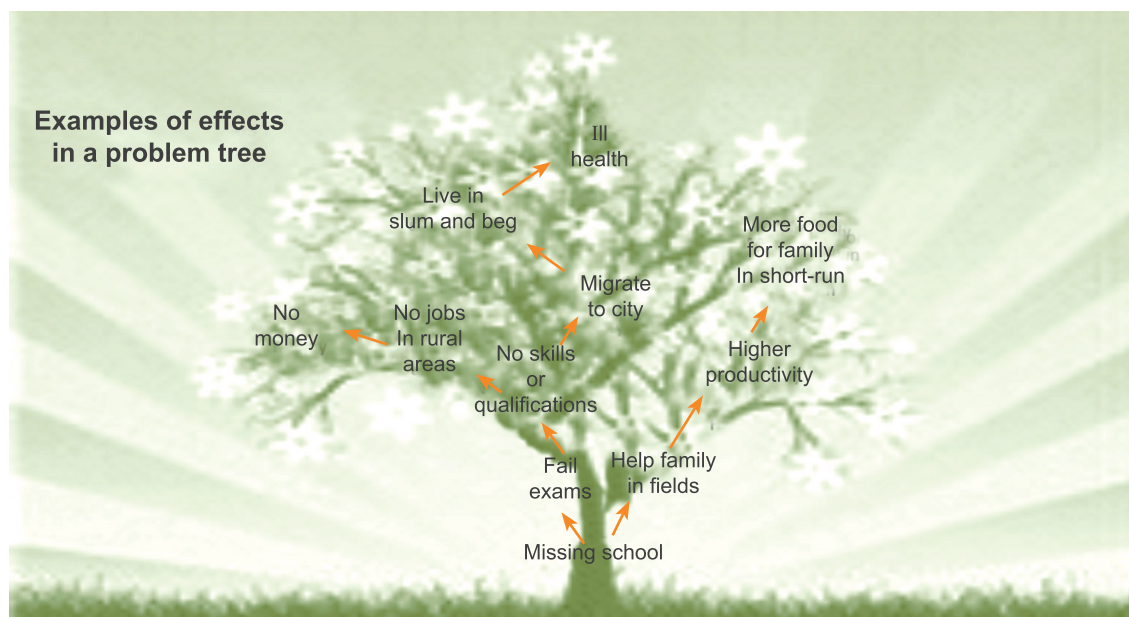 Examples of effects
in a problem tree
Ill
health
Live in
slum and beg
More food
for family
In short-run
Migrate
to city
No
money
No jobs
In rural
areas
No skills
or
qualifications
Higher
productivity
Fail
exams
Help family
in fields
Missing school